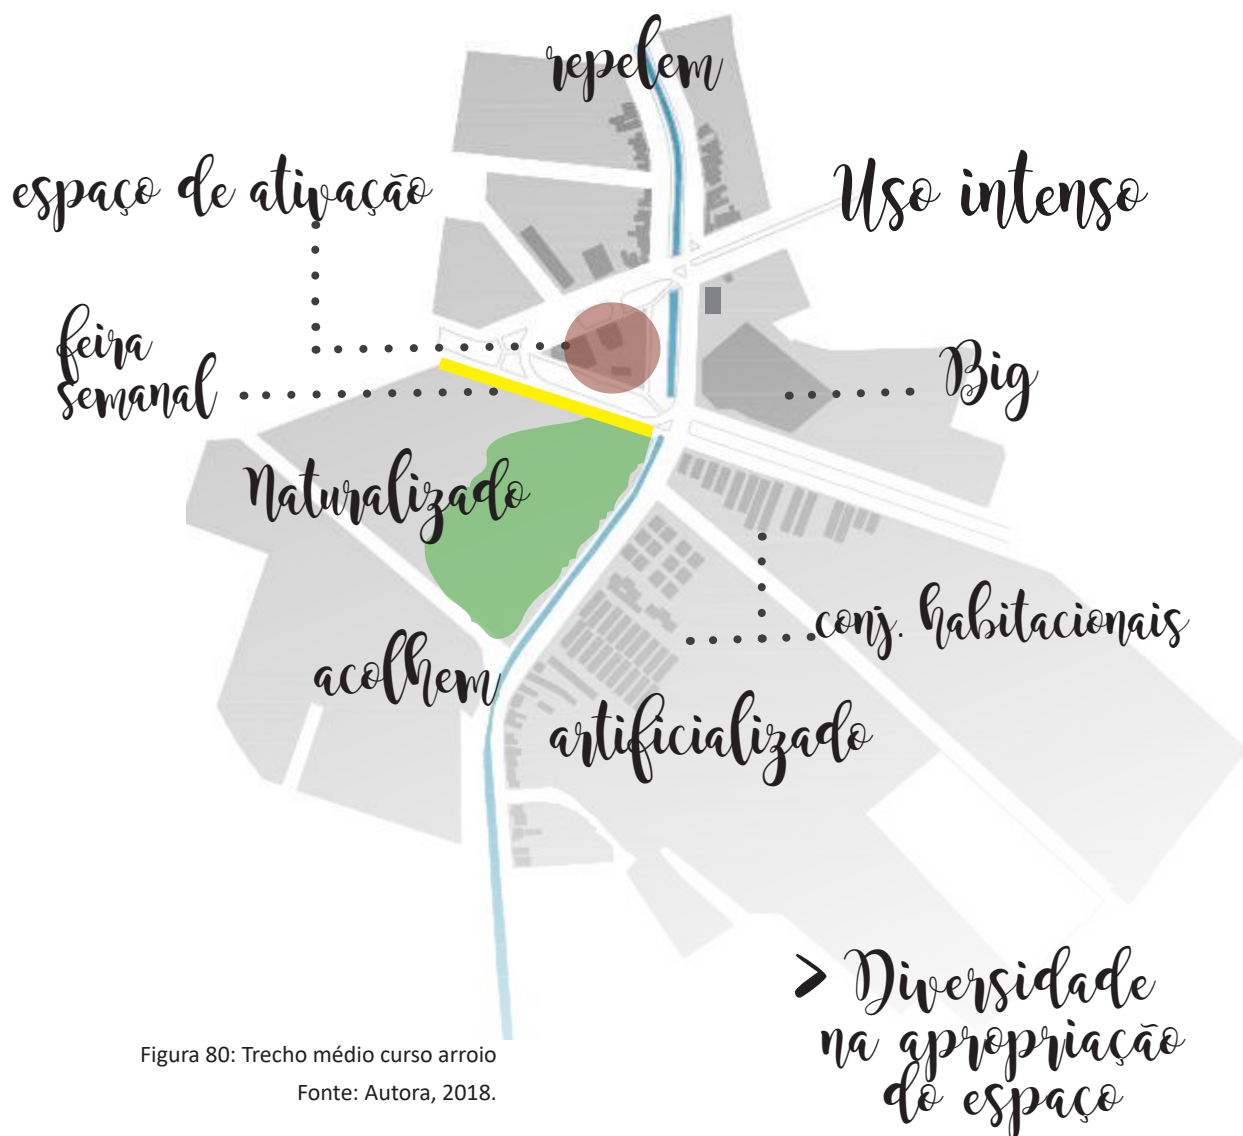 repelem
espaço de ativação
Uso intenso
feira
semanal
Big
Naturalizado
conj. habitacionais
acolhem
artificializado
> Diversidade
na apropriação
do espaço
Figura 80: Trecho médio curso arroio
Fonte: Autora, 2018.